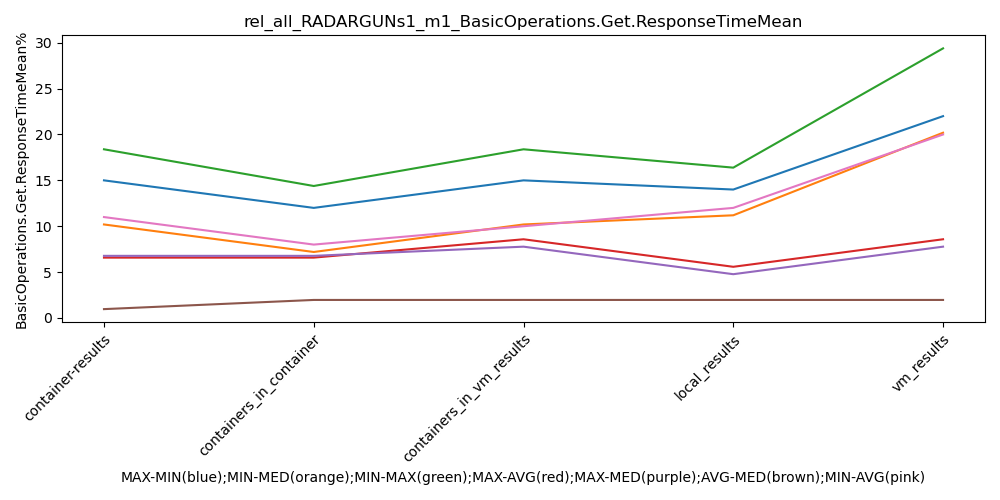 rel_all_RADARGUNs1_m1_BasicOperations.Get.ResponseTimeMean
BasicOperations.Get.ResponseTimeMean%
30
25
20
15
10
5
0
container-results
containers_in_container
containers_in_vm_results
local_results
vm_results
MAX-MIN(blue);MIN-MED(orange);MIN-MAX(green);MAX-AVG(red);MAX-MED(purple);AVG-MED(brown);MIN-AVG(pink)